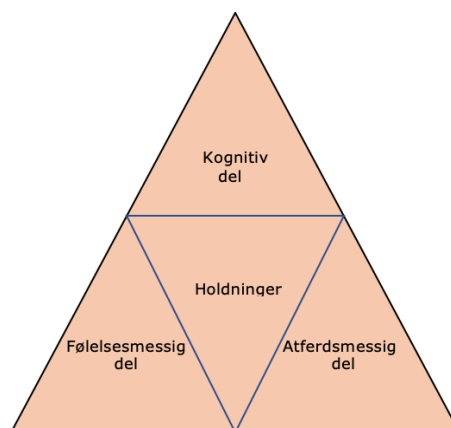 Kognitiv
del
Holdninger
Følelsesmessig
del
Atferdsmessig
del